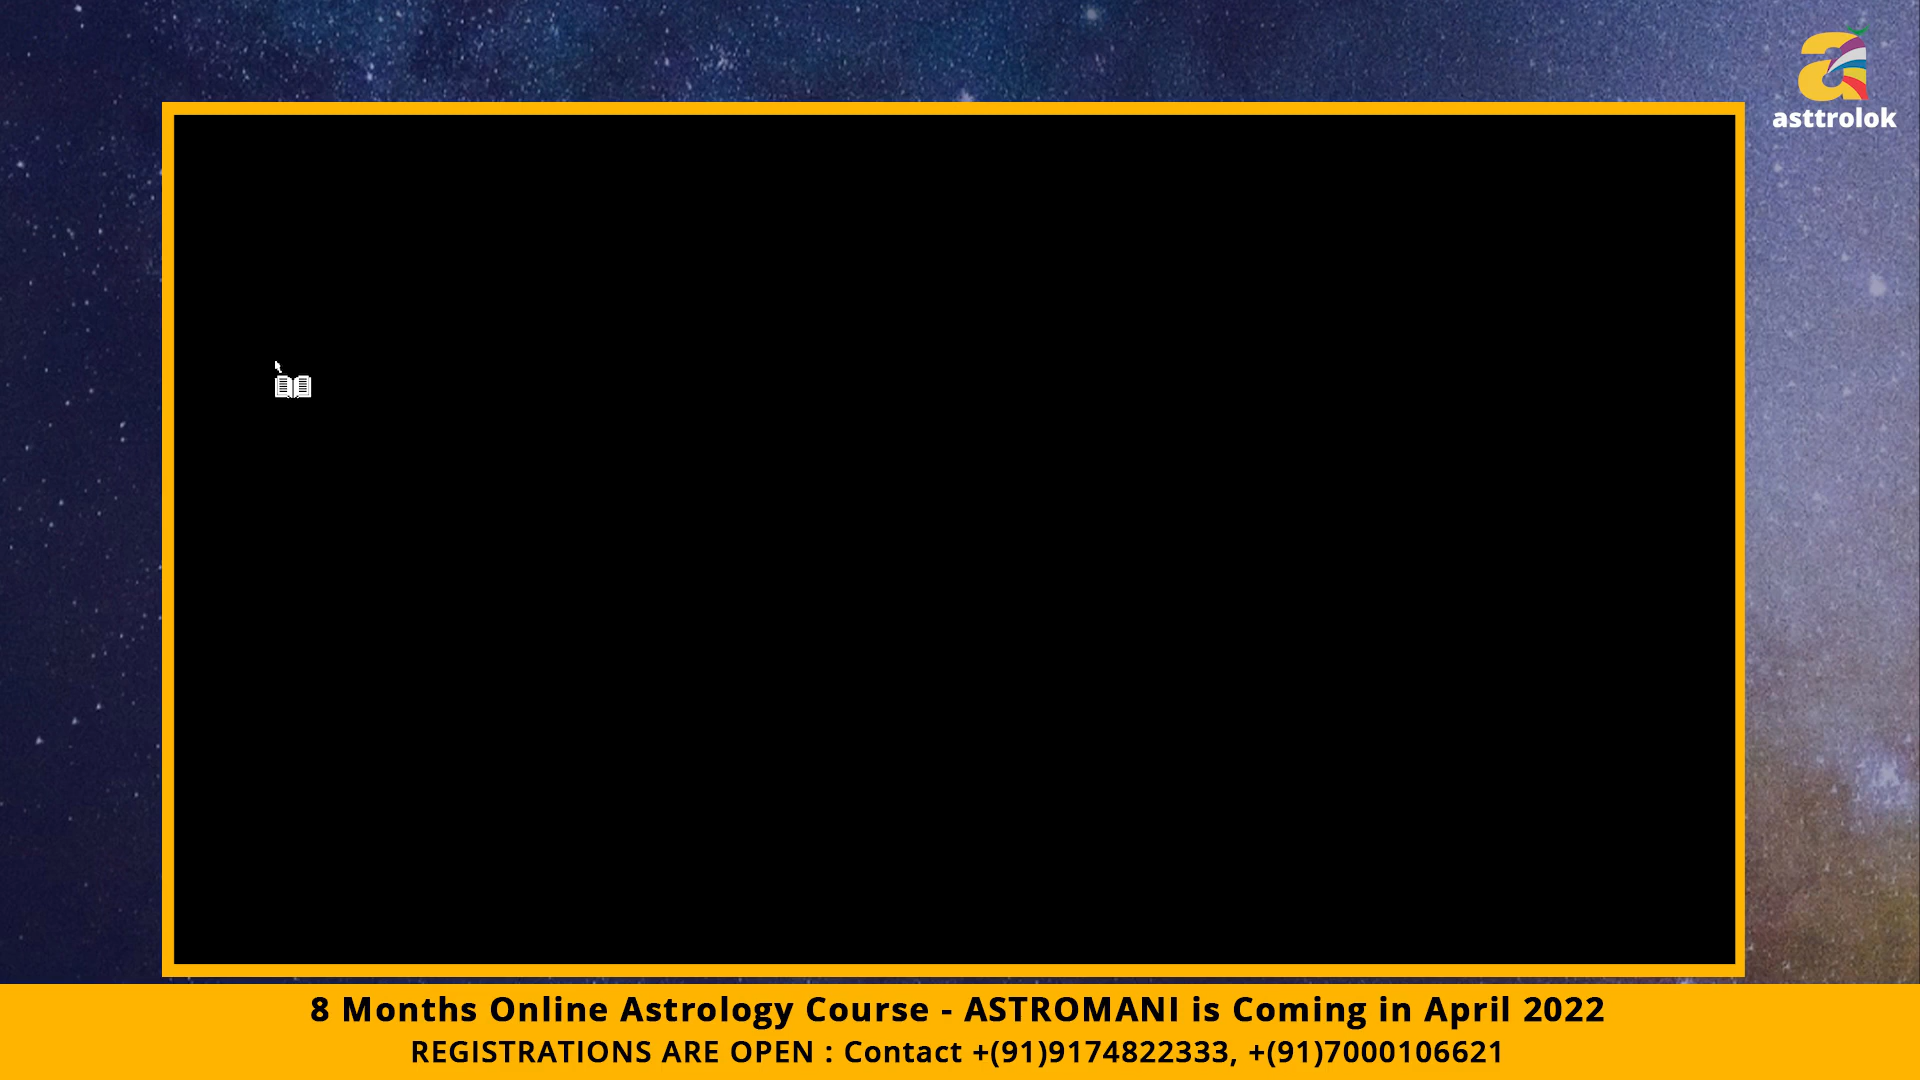 asttrolok
8 Months Online Astrology Course - ASTROMANI is Coming in April 2022
REGISTRATIONS ARE OPEN : Contact +(91)9174822333, +(91)7000106621